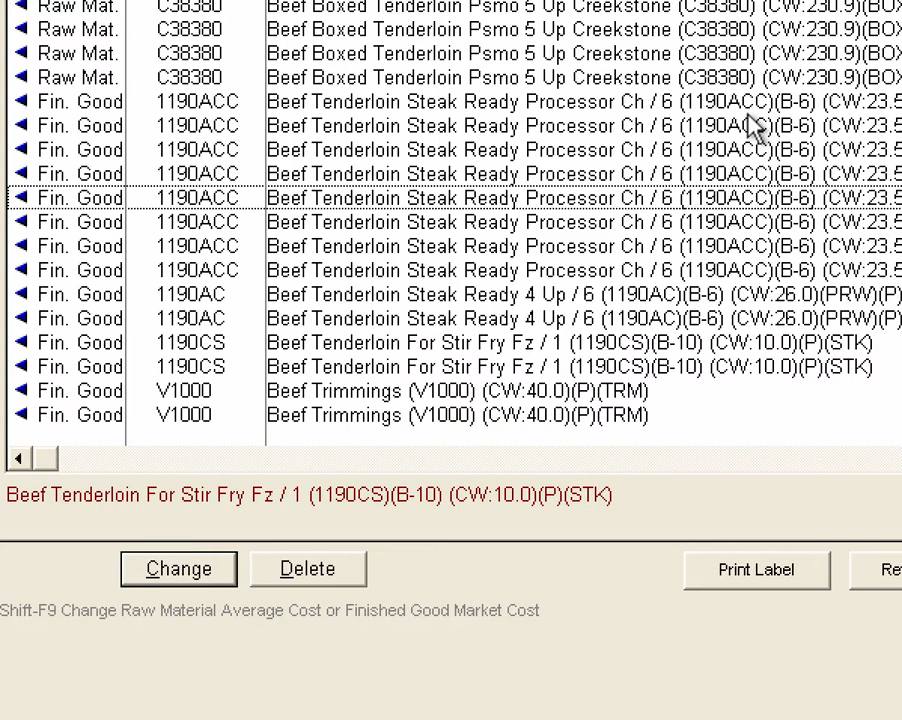 Raw Mat. C38380 Beef Boxed Tenderloin Psmo 5 Up Creekstone (C38380) (CW:230.9)(BOX
Raw Mat. C38380 Beef Boxed Tenderloin Psmo 5 Up Creekstone (C38380) (CW:230.9)(BOX
Raw Mat. C38380 Beef Boxed Tenderloin Psmo 5 Up Creekstone (C38380) (CW:230.9)(BOX
Raw Mat. C38380 Beef Boxed Tenderloin Psmo 5 Up Creekstone (C38380) (CW:230.9)(BOX
Fin. Good 1190ACC Beef Tenderloin Steak Ready Processor Ch / 6 (1190ACC)(B-6) (CW:23.5
Fin. Good 1190ACC Beef Tenderloin Steak Ready Processor Ch / 6 (1190ACC)(B-6) (CW:23.5
Fin. Good 1190ACC Beef Tenderloin Steak Ready Processor Ch / 6 (1190ACC)(B-6) (CW:23.5
Fin. Good 1190ACC Beef Tenderloin Steak Ready Processor Ch / 6 (1190ACC)(B-6) (CW:23.5
Fin. Good 1190ACC Beef Tenderloin Steak Ready Processor Ch / 6 (1190ACC)(B-6) (CW:23.5
Fin. Good 1190ACC Beef Tenderloin Steak Ready Processor Ch / 6 (1190ACC)(B-6) (CW:23.5
Fin. Good 1190ACC Beef Tenderloin Steak Ready Processor Ch / 6 (1190ACC)(B-6) (CW:23.5
Fin. Good 1190ACC Beef Tenderloin Steak Ready Processor Ch / 6 (1190ACC)(B-6) (CW:23.5
Fin. Good 1190AC Beef Tenderloin Steak Ready 4 Up / 6 (1190AC)(B-6) (CW:26.0)(PRW)(P)
Fin. Good 1190AC Beef Tenderloin Steak Ready 4 Up / 6 (1190AC)(B-6) (CW:26.0)(PRW)(P)
Fin. Good 1190CS Beef Tenderloin For Stir Fry Fz / 1 (1190CS)(B-10) (CW:10.0)(P)(STK)
Fin. Good 1190CS Beef Tenderloin For Stir Fry Fz / 1 (1190CS)(B-10) (CW:10.0)(P)(STK)
Fin. Good V1000 Beef Trimmings (V1000) (CW:40.0)(P)(TRM)
Fin. Good V1000 Beef Trimmings (V1000) (CW:40.0)(P)(TRM)
Beef Tenderloin For Stir Fry Fz / 1 (1190CS)(B-10) (CW:10.0)(P)(STK)
Change Delete Print Label Re
Shift-F9 Change Raw Material Average Cost or Finished Good Market Cost